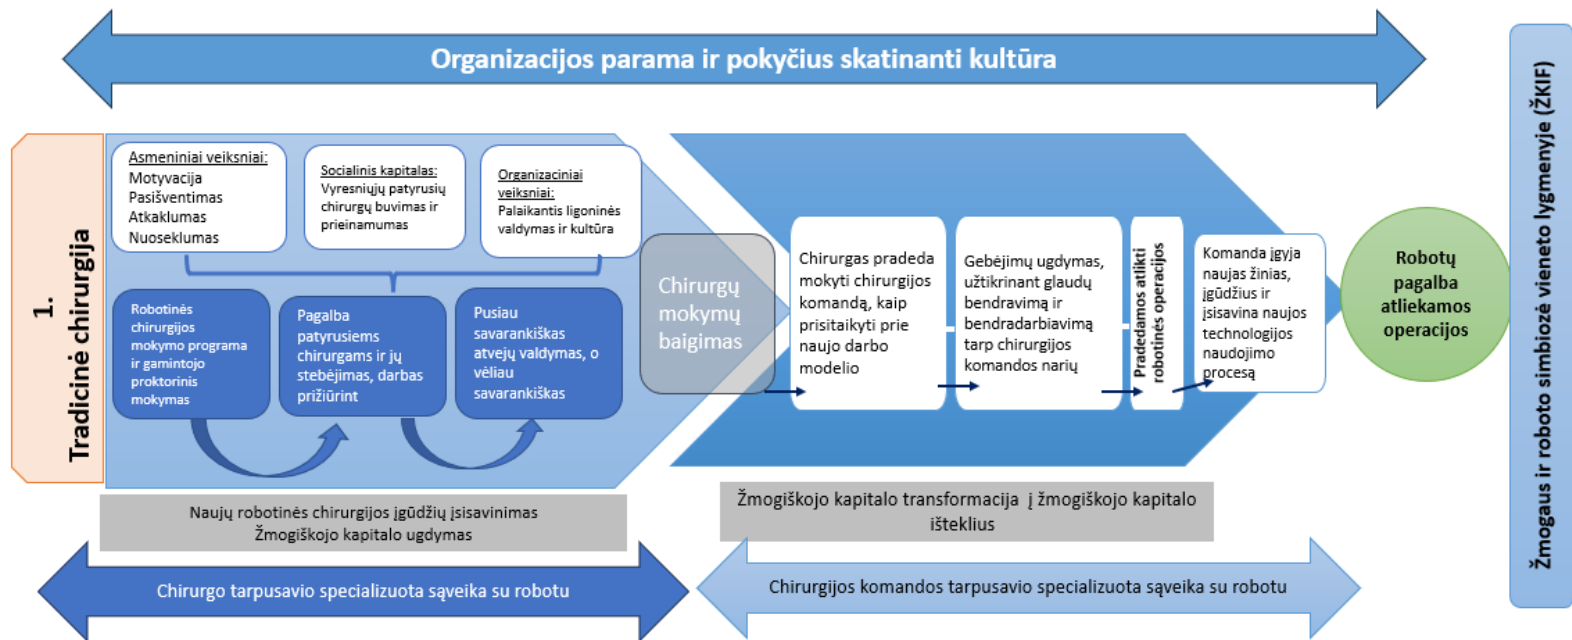 Organizacijos parama ir pokyčius skatinanti kultūra
Žmogaus ir roboto simbiozė vieneto lygmenyje (ŽKIF)
1.
Tradicinė chirurgija
Asmeniniai veiksniai:
Motyvacija
Pasišventimas
Atkaklumas
Nuoseklumas
Socialinis kapitalas:
Vyresniųjų patyrusių
chirurgų buvimas ir
prieinamumas
Organizaciniai
veiksniai:
Palaikantis ligoninės
valdymas ir kultūra
Robotinės
chirurgijos
mokymo programa
ir gamintojo
proktorinis
mokymas
Pagalba
patyrusiems
chirurgams ir jų
stebėjimas, darbas
prižiūrint
Pusiau
savarankiškas
atvejų valdymas, o
vėliau
savarankiškas
Chirurgų
mokymų
baigimas
Chirurgas pradeda
mokyti chirurgijos
komandą, kaip
prisitaikyti prie
naujo darbo
modelio
Gebėjimų ugdymas,
užtikrinant glaudų
bendravimą ir
bendradarbiavimą
tarp chirurgijos
komandos narių
Pradedamos atlikti
robotinės operacijos
Komanda įgyja
naujas žinias,
įgūdžius ir
įsisavina naujos
technologijos
naudojimo
procesą
Robotų
pagalba
atliekamos
operacijos
Naujų robotinės chirurgijos įgūdžių įsisavinimas
Žmogiškojo kapitalo ugdymas
Žmogiškojo kapitalo transformacija į žmogiškojo kapitalo
išteklius
Chirurgo tarpusavio specializuota sąveika su robotu
Chirurgijos komandos tarpusavio specializuota sąveika su robotu